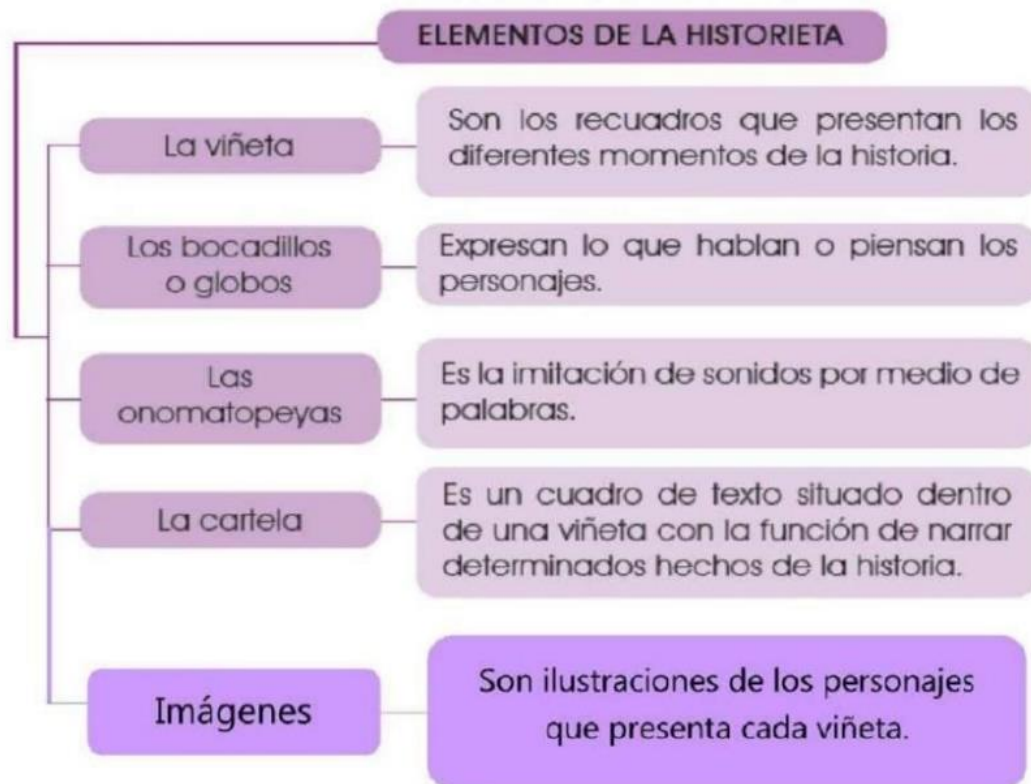 ELEMENTOS DE LA HISTORIETA
La viñeta
Son los recuadros que presentan los
diferentes momentos de la historia.
Los bocadillos
o globos
Expresan lo que hablan o piensan los
personajes.
Las
onomatopeyas
Es la imitación de sonidos por medio de
palabras.
La cartela
Es un cuadro de texto situado dentro
de una viñeta con la función de narrar
determinados hechos de la historia.
Imágenes
Son ilustraciones de los personajes
que presenta cada viñeta.